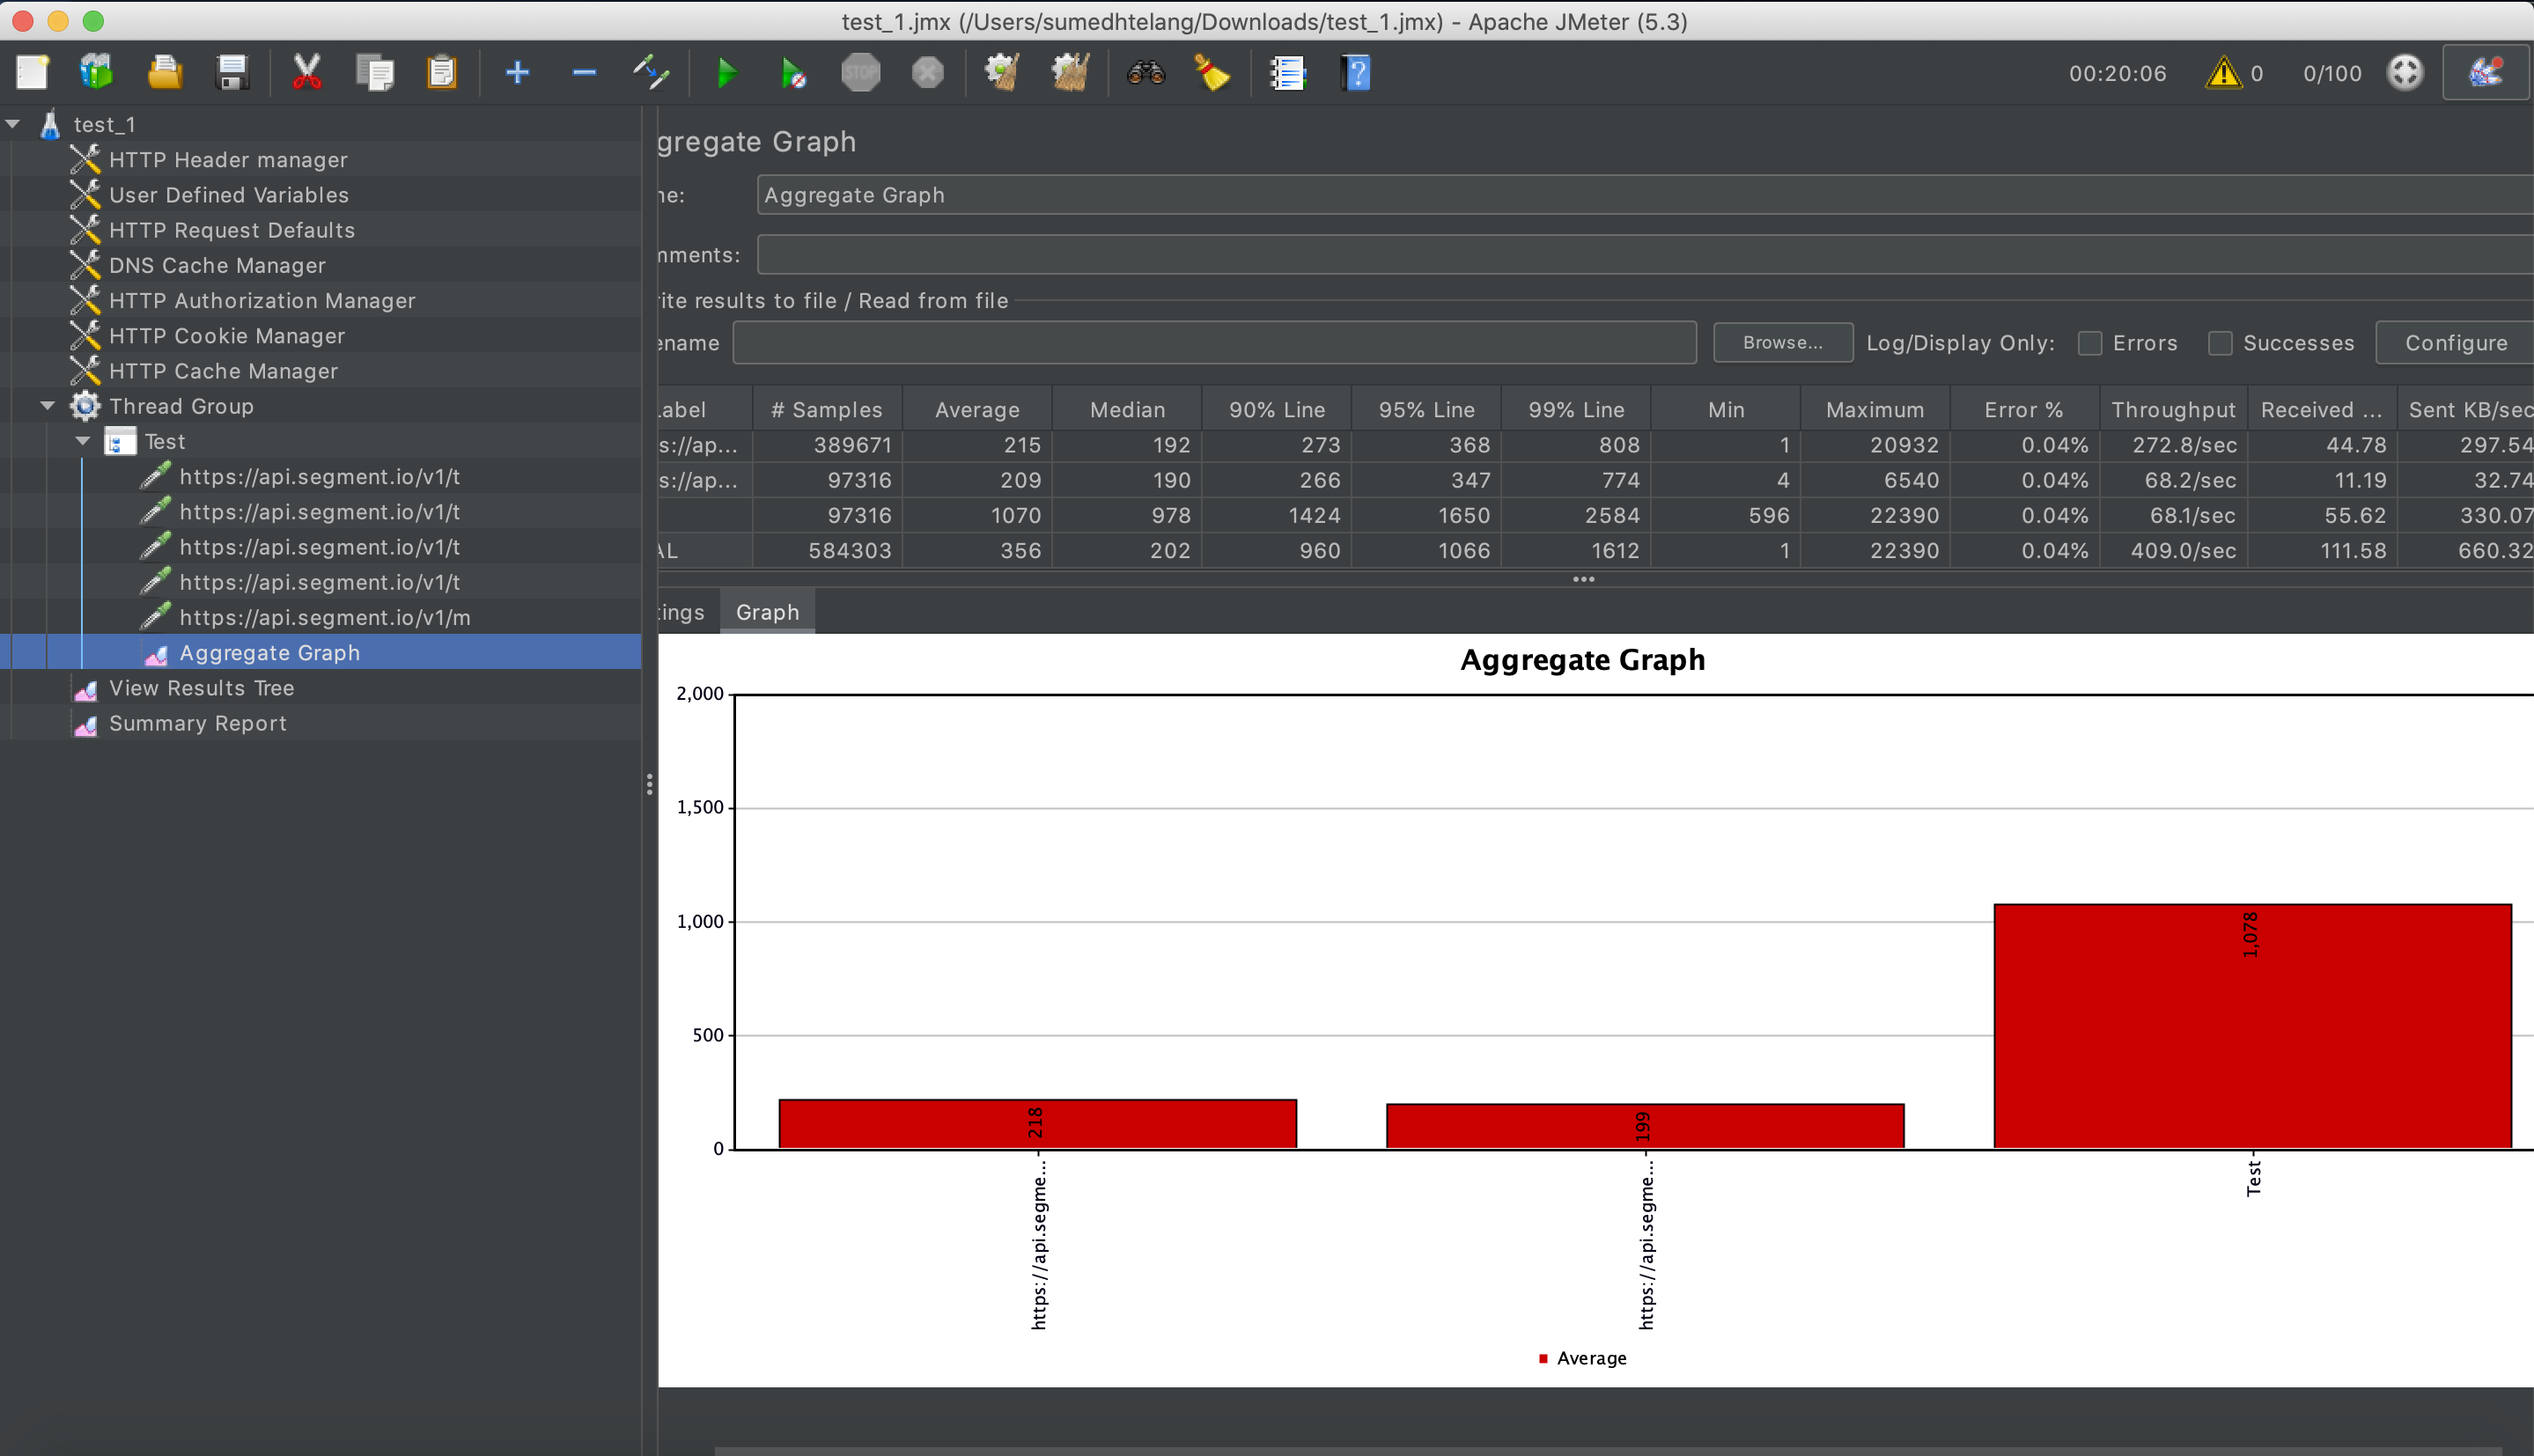 test_1.jmx (/Users/sumedhtelang/Downloads/test_1.jmx) - Apache JMeter (5.3)
STOP
00:20:06 0 0/100
test_1
HTTP Header manager
User Defined Variables
HTTP Request Defaults
DNS Cache Manager
HTTP Authorization Manager
HTTP Cookie Manager
HTTP Cache Manager
Thread Group
Test
https://api.segment.io/v1/t
https://api.segment.io/v1/t
https://api.segment.io/v1/t
https://api.segment.io/v1/t
https://api.segment.io/v1/m
Aggregate Graph
View Results Tree
Summary Report
gregate Graph
ne: Aggregate Graph
nments:
rite results to file / Read from file
ename Browse... Log/Display Only: Errors Successes Configure
abel # Samples Average Median 90% Line 95% Line 99% Line Min Maximum Error % Throughput Received ... Sent KB/sec
s://ap... 389671 215 192 273 368 808 1 20932 0.04% 272.8/sec 44.78 297.54
s://ap... 97316 209 190 266 347 774 4 6540 0.04% 68.2/sec 11.19 32.74
97316 1070 978 1424 1650 2584 596 22390 0.04% 68.1/sec 55.62 330.07
AL 584303 356 202 960 1066 1612 1 22390 0.04% 409.0/sec 111.58 660.32
tings Graph
Aggregate Graph
2,000
1,500
1,000
500
0
218
199
1,078
https://api.segme...
https://api.segme...
Test
Average